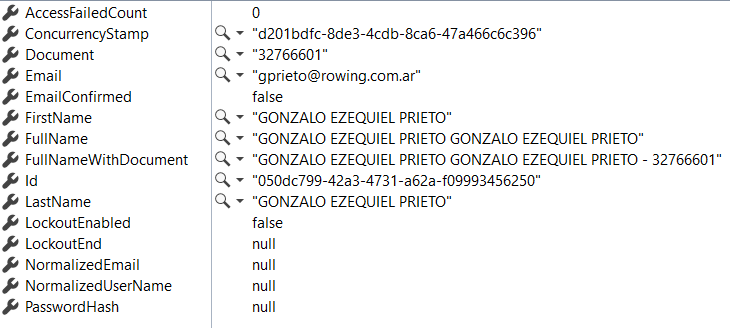 AccessFailedCount 0
ConcurrencyStamp "d201bdfc-8de3-4cdb-8ca6-47a466c6c396"
Document "32766601"
Email "gprieto@rowing.com.ar"
EmailConfirmed false
FirstName "GONZALO EZEQUIEL PRIETO"
FullName "GONZALO EZEQUIEL PRIETO GONZALO EZEQUIEL PRIETO"
FullNameWithDocument "GONZALO EZEQUIEL PRIETO GONZALO EZEQUIEL PRIETO - 32766601"
Id "050dc799-42a3-4731-a62a-f09993456250"
LastName "GONZALO EZEQUIEL PRIETO"
LockoutEnabled false
LockoutEnd null
NormalizedEmail null
NormalizedUserName null
PasswordHash null